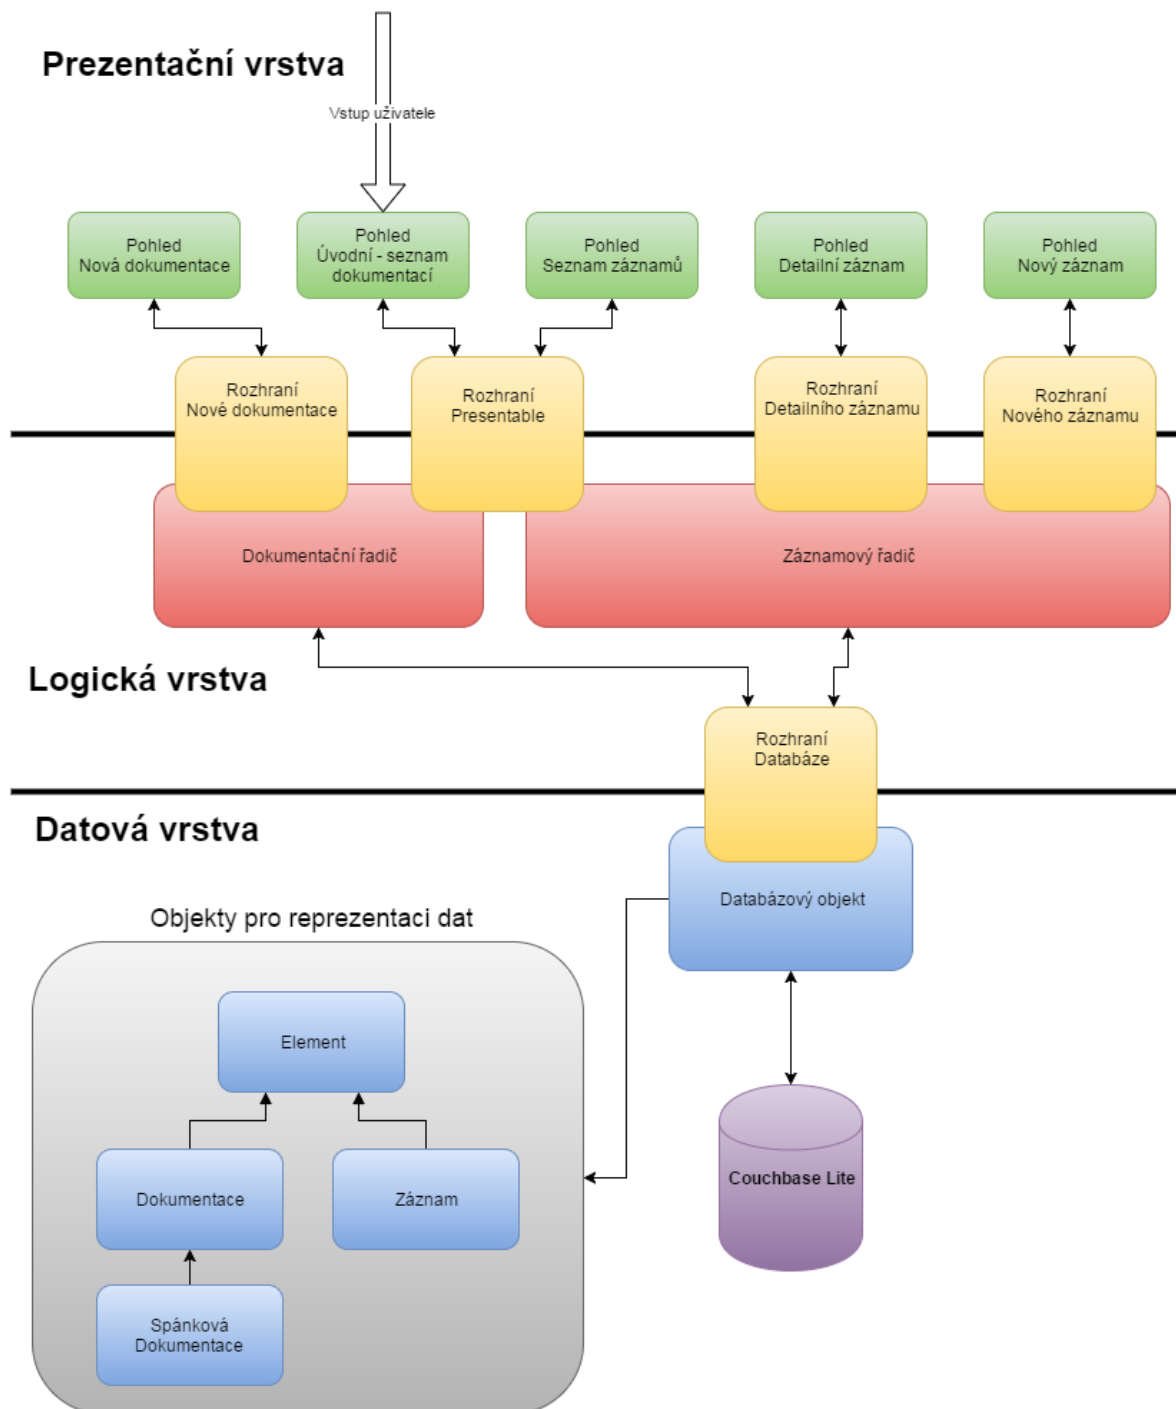 Prezentační vrstva
Vstup uživatele
Pohled
Nová dokumentace
Pohled
Úvodní - seznam
dokumentací
Pohled
Seznam záznamů
Pohled
Detailní záznam
Pohled
Nový záznam
Rozhraní
Nové dokumentace
Rozhraní
Presentable
Rozhraní
Detailního záznamu
Rozhraní
Nového záznamu
Dokumentační řadič
Záznamový řadič
Logická vrstva
Rozhraní
Databáze
Datová vrstva
Databázový objekt
Objekty pro reprezentaci dat
Element
Dokumentace
Záznam
Couchbase Lite
Spánková
Dokumentace